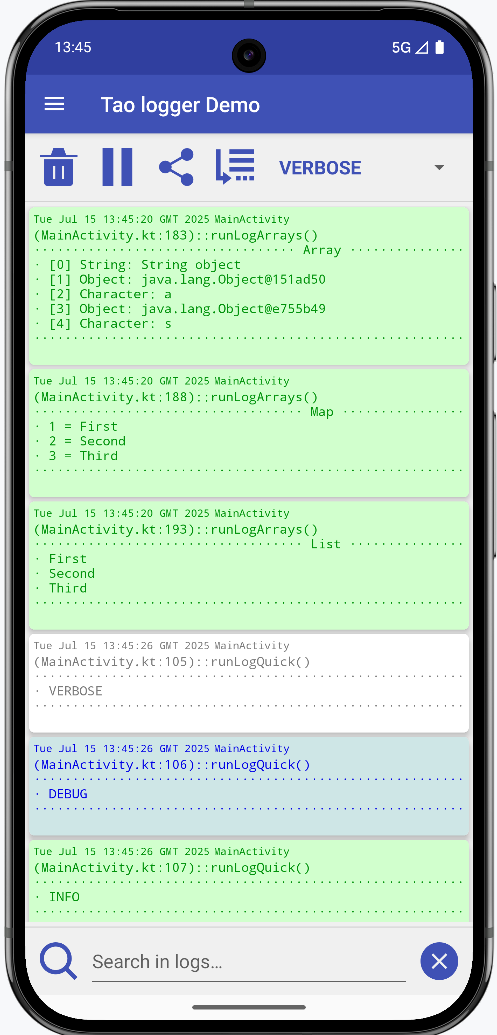 13:45
5G
Tao logger Demo
VERBOSE
Tue Jul 15 13:45:20 GMT 2025 MainActivity
(MainActivity.kt:183)::runLogArrays()
Array
· [0] String: String object
· [1] Object: java.lang.Object@151ad50
· [2] Character: a
· [3] Object: java.lang.Object@e755b49
· [4] Character: s
Tue Jul 15 13:45:20 GMT 2025 MainActivity
(MainActivity.kt:188)::runLogArrays()
Map
· 1 = First
· 2 = Second
· 3 = Third
Tue Jul 15 13:45:20 GMT 2025 MainActivity
(MainActivity.kt:193)::runLogArrays()
List
· First
· Second
· Third
Tue Jul 15 13:45:26 GMT 2025 MainActivity
(MainActivity.kt:105)::runLogQuick()
· VERBOSE
Tue Jul 15 13:45:26 GMT 2025 MainActivity
(MainActivity.kt:106)::runLogQuick()
· DEBUG
Tue Jul 15 13:45:26 GMT 2025 MainActivity
(MainActivity.kt:107)::runLogQuick()
· INFO
Search in logs…